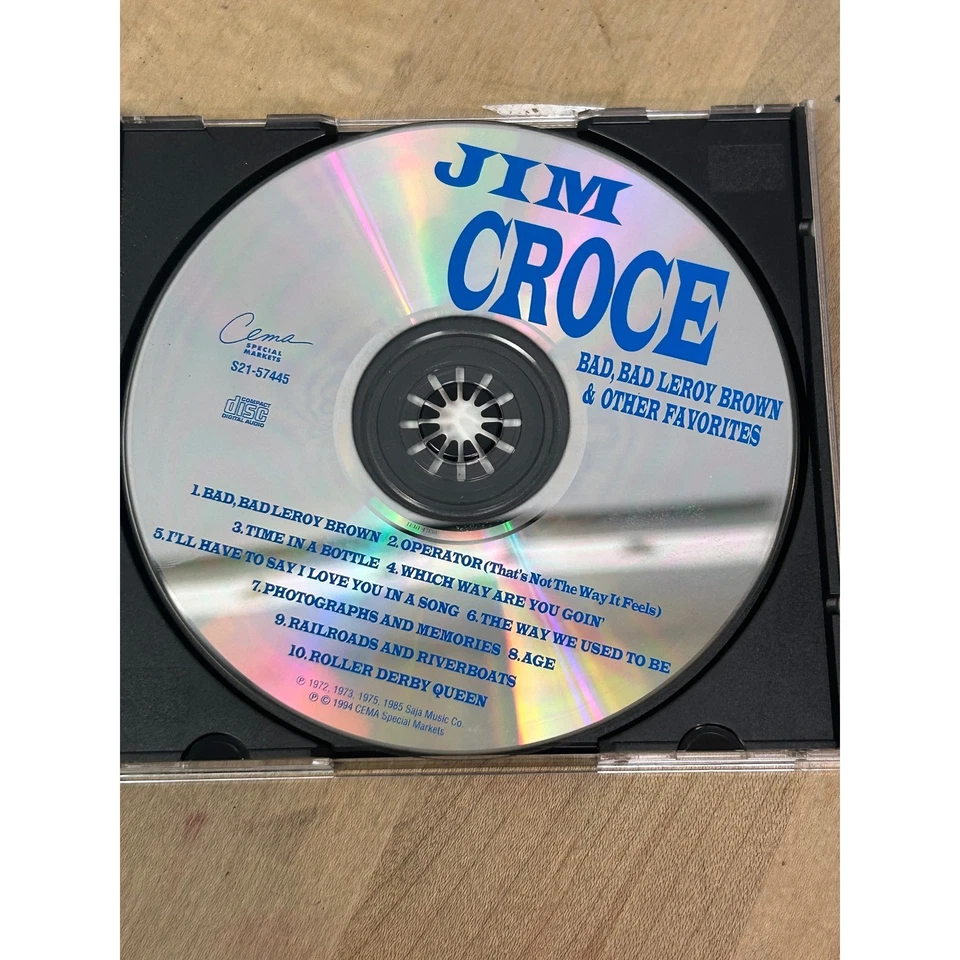 JIM
CROCE
BAD, BAD LEROY BROWN
& OTHER FAVORITES
Cema
SPECIAL
MARKETS
S21-57445
COMPACT
disc
DIGITAL AUDIO
1. BAD, BAD LEROY BROWN 2. OPERATOR (That's Not The Way It Feels)
3. TIME IN A BOTTLE 4. WHICH WAY ARE YOU GOIN'
5. I'LL HAVE TO SAY I LOVE YOU IN A SONG 6. THE WAY WE USED TO BE
7. PHOTOGRAPHS AND MEMORIES 8. AGE
9. RAILROADS AND RIVERBOATS
10. ROLLER DERBY QUEEN
℗ 1972, 1973, 1975, 1985 Saja Music Co.
℗ © 1994 CEMA Special Markets